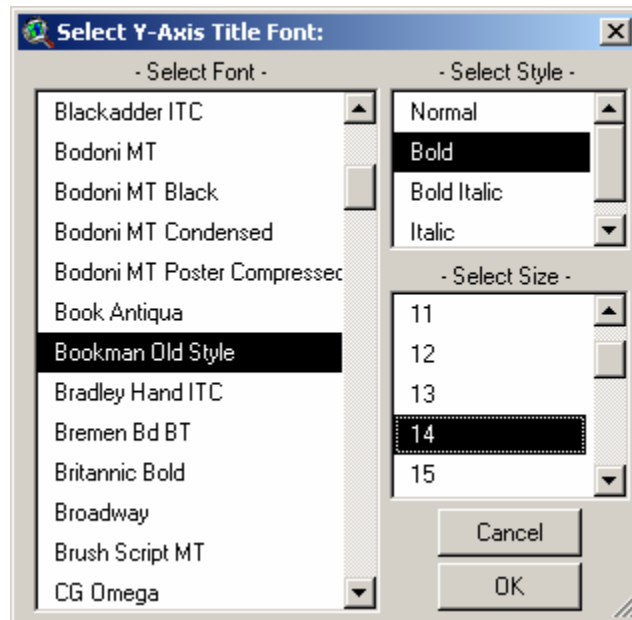 Select Y-Axis Title Font:
- Select Font -
Blackadder ITC
Bodoni MT
Bodoni MT Black
Bodoni MT Condensed
Bodoni MT Poster Compressed
Book Antiqua
Bookman Old Style
Bradley Hand ITC
Bremen Bd BT
Britannic Bold
Broadway
Brush Script MT
CG Omega
- Select Style -
Normal
Bold
Bold Italic
Italic
- Select Size -
11
12
13
14
15
Cancel
OK